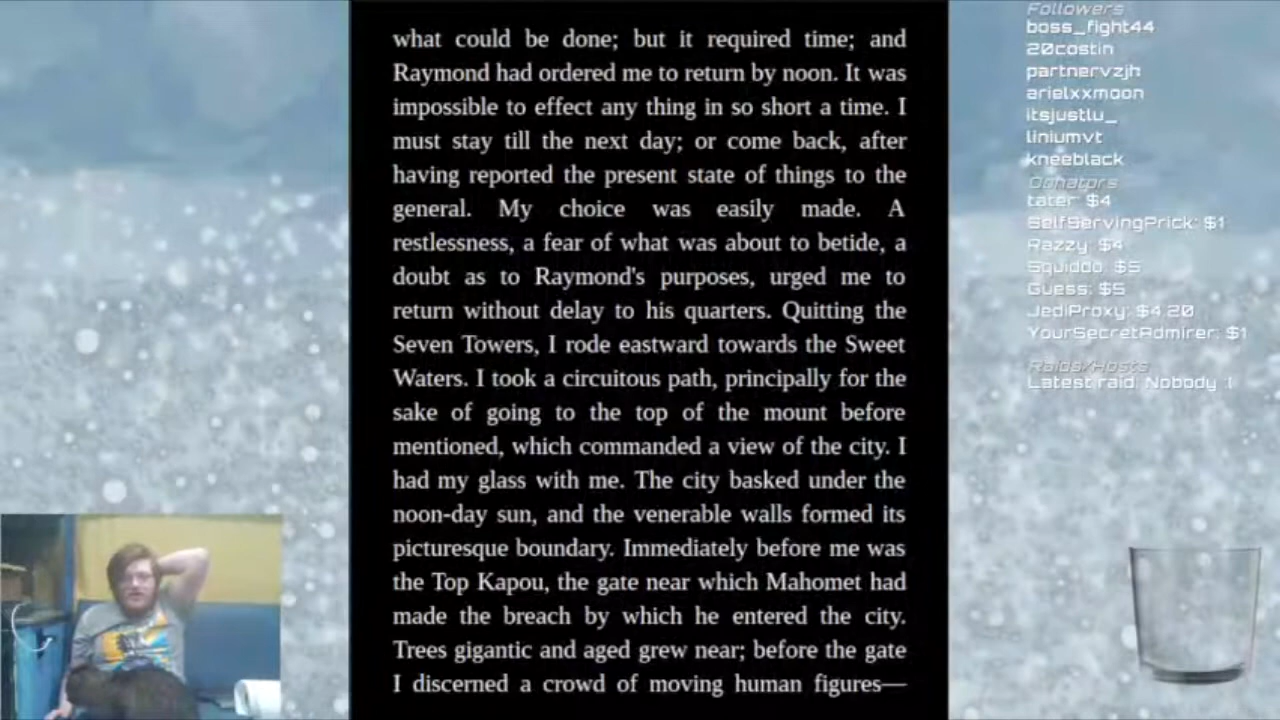 what could be done; but it required time; and
Raymond had ordered me to return by noon. It was
impossible to effect any thing in so short a time. I
must stay till the next day; or come back, after
having reported the present state of things to the
general. My choice was easily made. A
restlessness, a fear of what was about to betide, a
doubt as to Raymond's purposes, urged me to
return without delay to his quarters. Quitting the
Seven Towers, I rode eastward towards the Sweet
Waters. I took a circuitous path, principally for the
sake of going to the top of the mount before
mentioned, which commanded a view of the city. I
had my glass with me. The city basked under the
noon-day sun, and the venerable walls formed its
picturesque boundary. Immediately before me was
the Top Kapou, the gate near which Mahomet had
made the breach by which he entered the city.
Trees gigantic and aged grew near; before the gate
I discerned a crowd of moving human figures—
Followers
boss_fight44
20costin
partnervzjh
arielxxmoon
itsjustlu_
liniumvt
kneeblack
Donators
tater: $4
SelfServingPrick: $1
Razzy: $4
Squiddo: $5
Guess: $5
JediProxy: $4.20
YourSecretAdmirer: $1
Raids/Hosts
Latest raid: Nobody :(